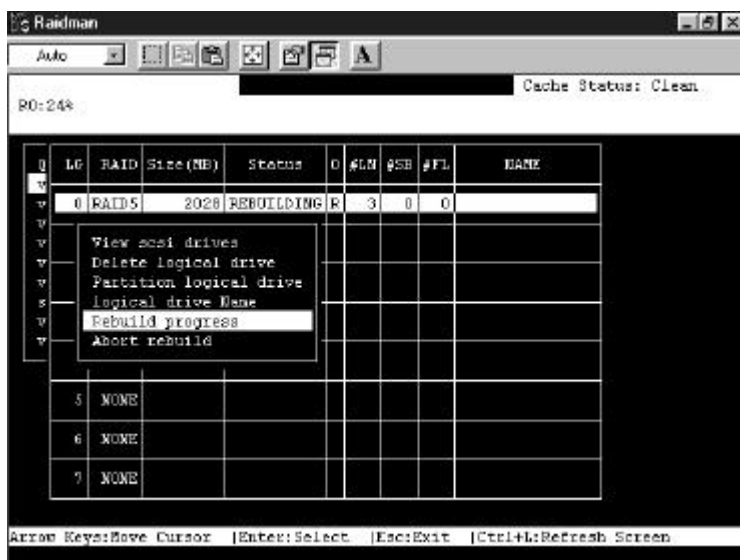 Raidman
Auto
A
Cache Status: Clean
R0:24%
Q LG RAID Size(MB) Status O #LN #SB #FL NAME
v
v 0 RAID5 2028 REBUILDING R 3 0 0
v
v View scsi drives
v Delete logical drive
v Partition logical drive
s logical drive Name
v Rebuild progress
v Abort rebuild
5 NONE
6 NONE
7 NONE
Arrow Keys:Move Cursor |Enter:Select |Esc:Exit |Ctrl+L:Refresh Screen